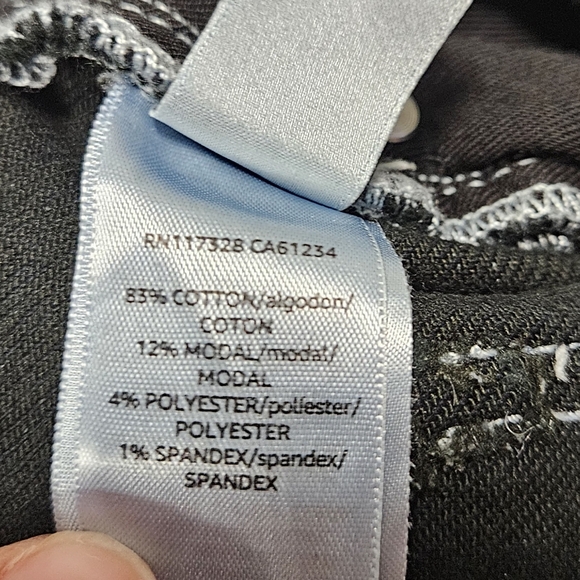 RN117328 CA61234
83% COTTON/algodon/
COTON
12% MODAL/modal/
MODAL
4% POLYESTER/poliester/
POLYESTER
1% SPANDEX/spandex/
SPANDEX